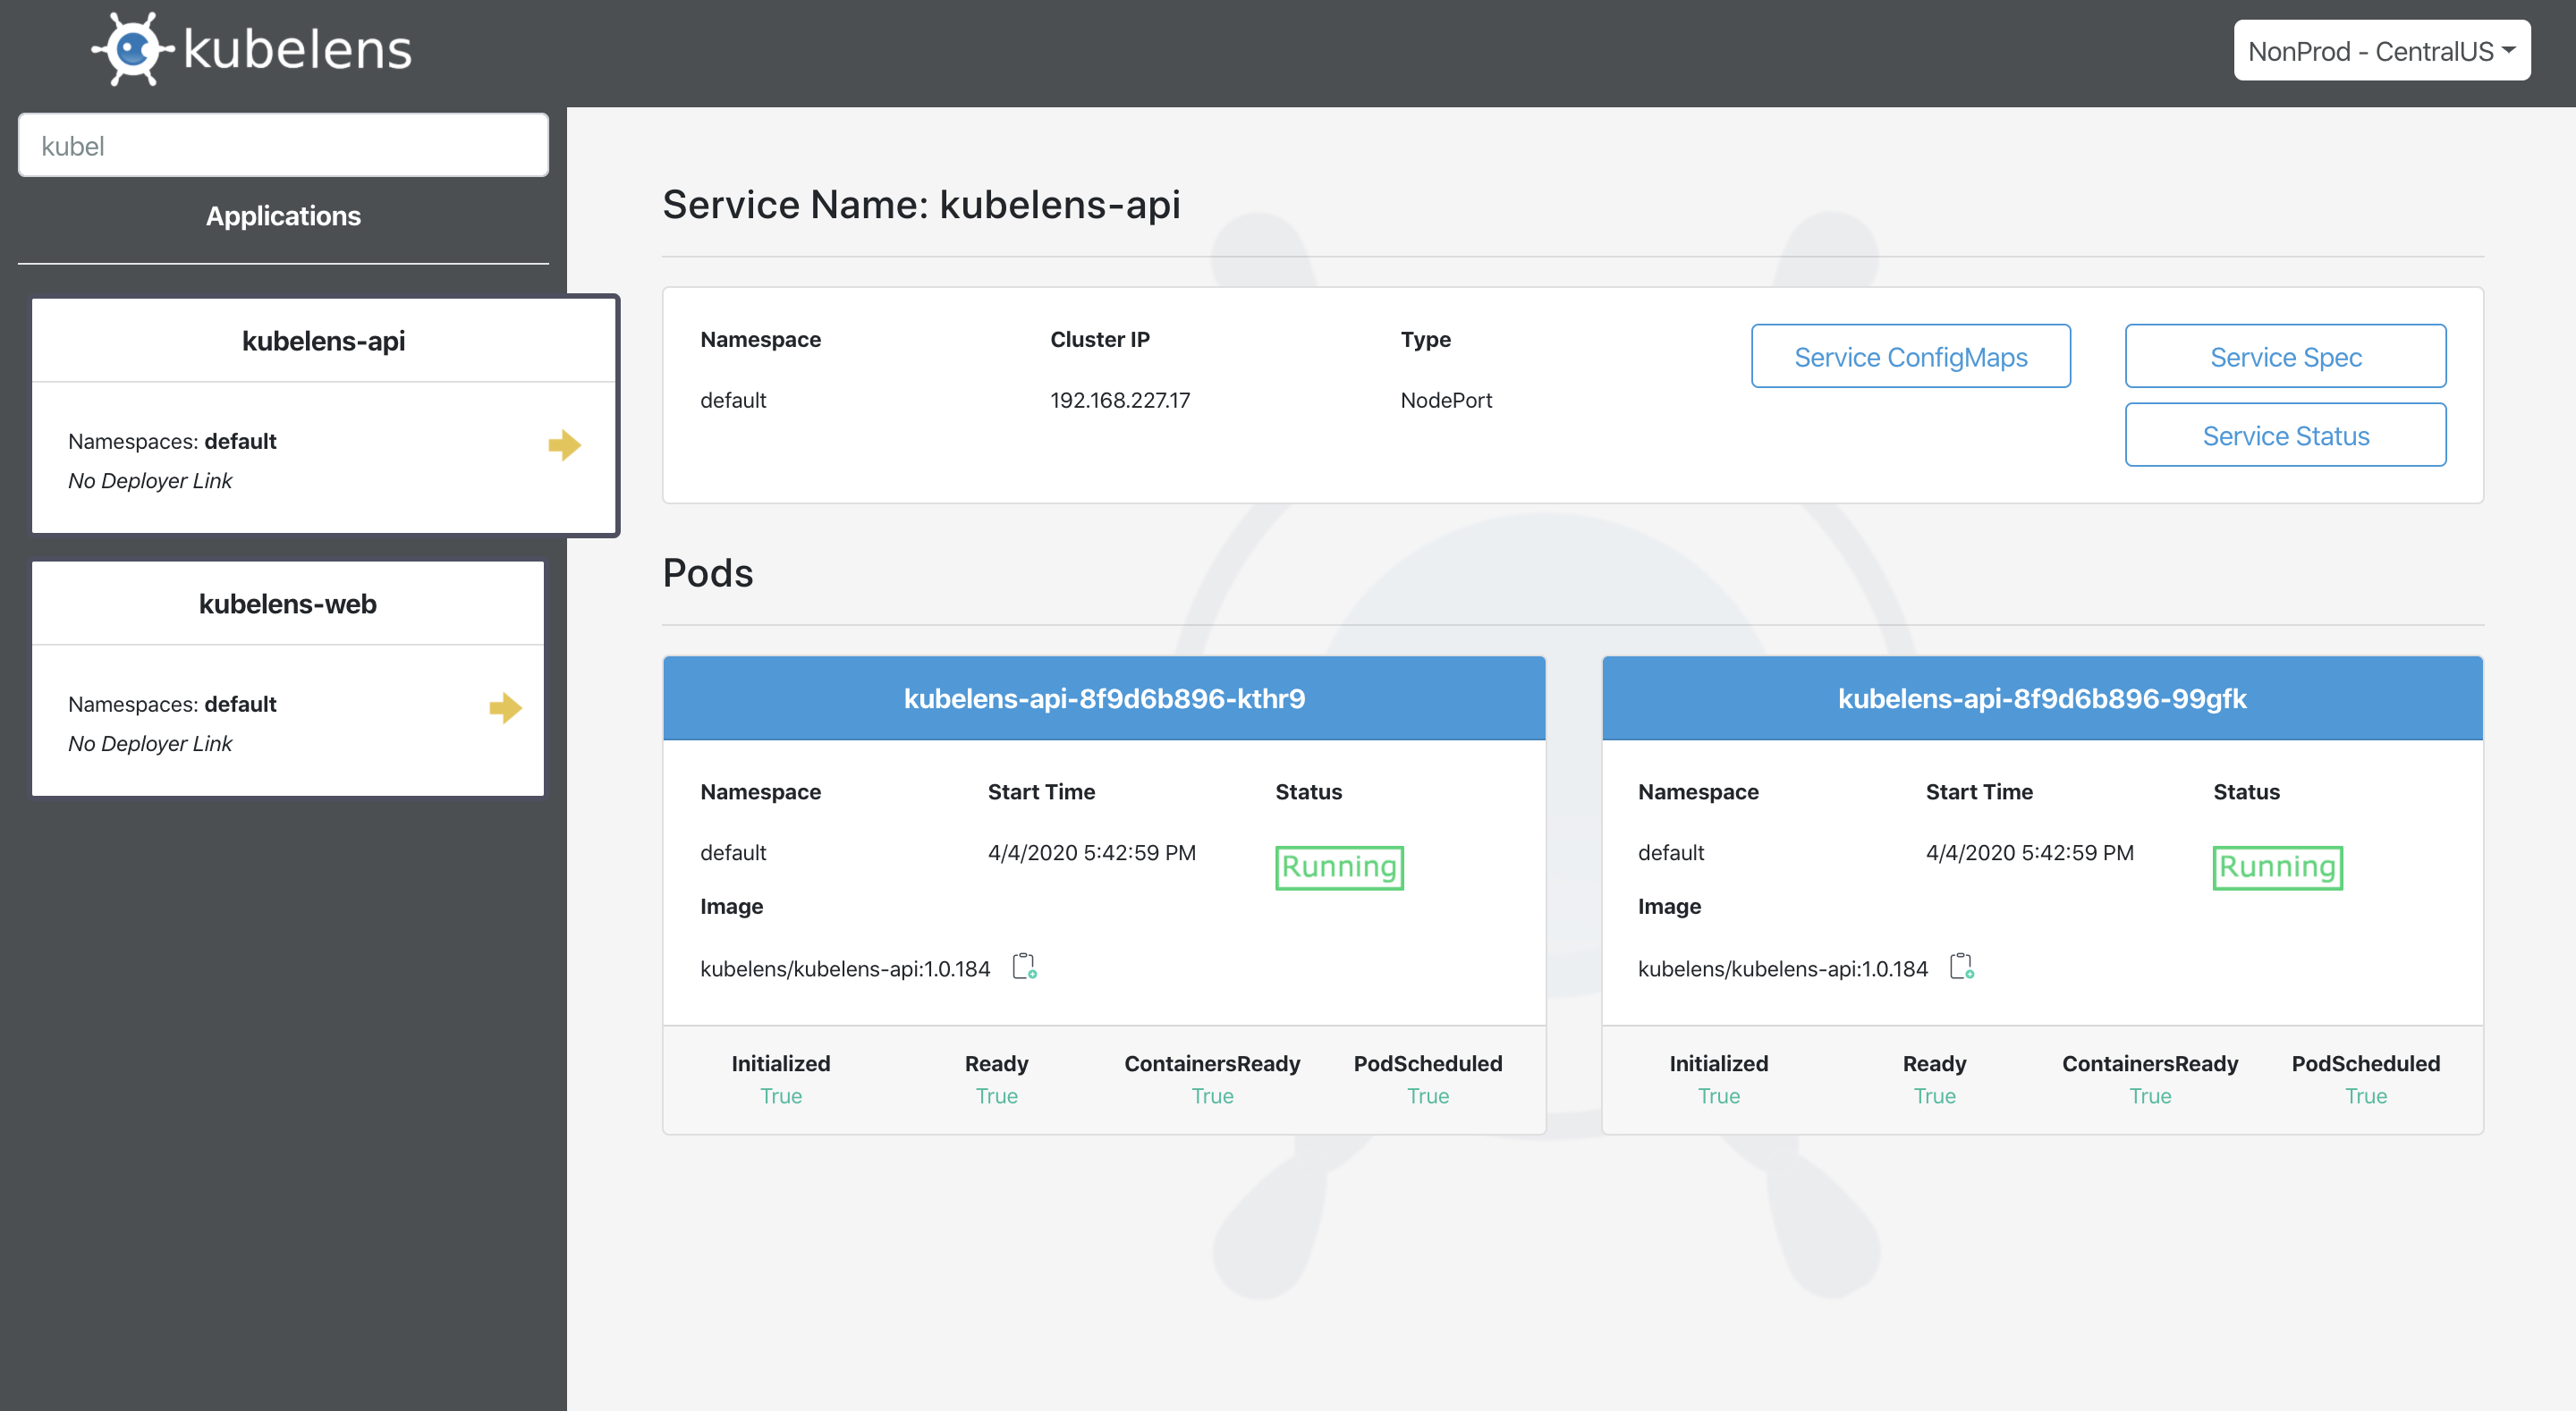 kubelens
NonProd - CentralUS
kubel
Applications
kubelens-api
Namespaces: default
No Deployer Link
kubelens-web
Namespaces: default
No Deployer Link
Service Name: kubelens-api
Namespace Cluster IP Type
default 192.168.227.17 NodePort
Service ConfigMaps
Service Spec
Service Status
Pods
kubelens-api-8f9d6b896-kthr9
Namespace Start Time Status
default 4/4/2020 5:42:59 PM Running
Image
kubelens/kubelens-api:1.0.184
Initialized Ready ContainersReady PodScheduled
True True True True
kubelens-api-8f9d6b896-99gfk
Namespace Start Time Status
default 4/4/2020 5:42:59 PM Running
Image
kubelens/kubelens-api:1.0.184
Initialized Ready ContainersReady PodScheduled
True True True True